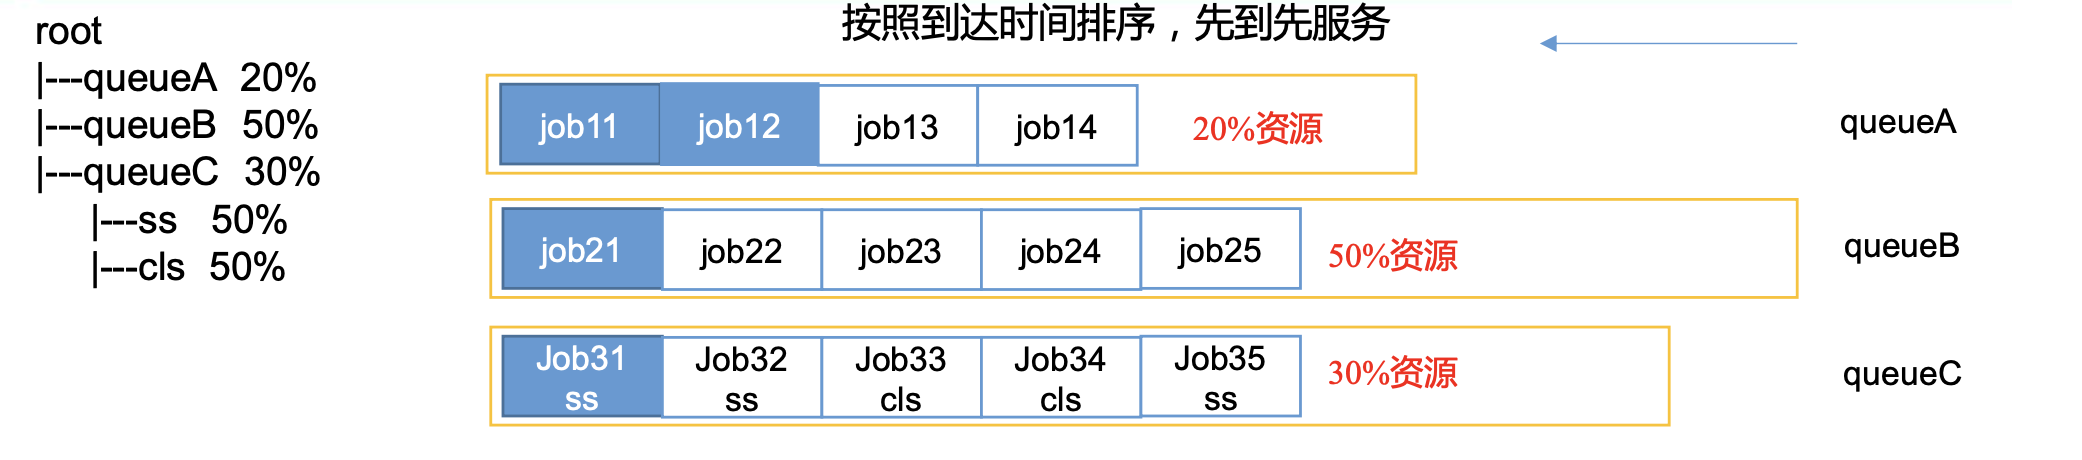 root
|---queueA 20%
|---queueB 50%
|---queueC 30%
|---ss 50%
|---cls 50%
按照到达时间排序，先到先服务
job11 job12 job13 job14 20%资源 queueA
job21 job22 job23 job24 job25 50%资源 queueB
Job31 Job32 Job33 Job34 Job35 30%资源 queueC
ss ss cls cls ss